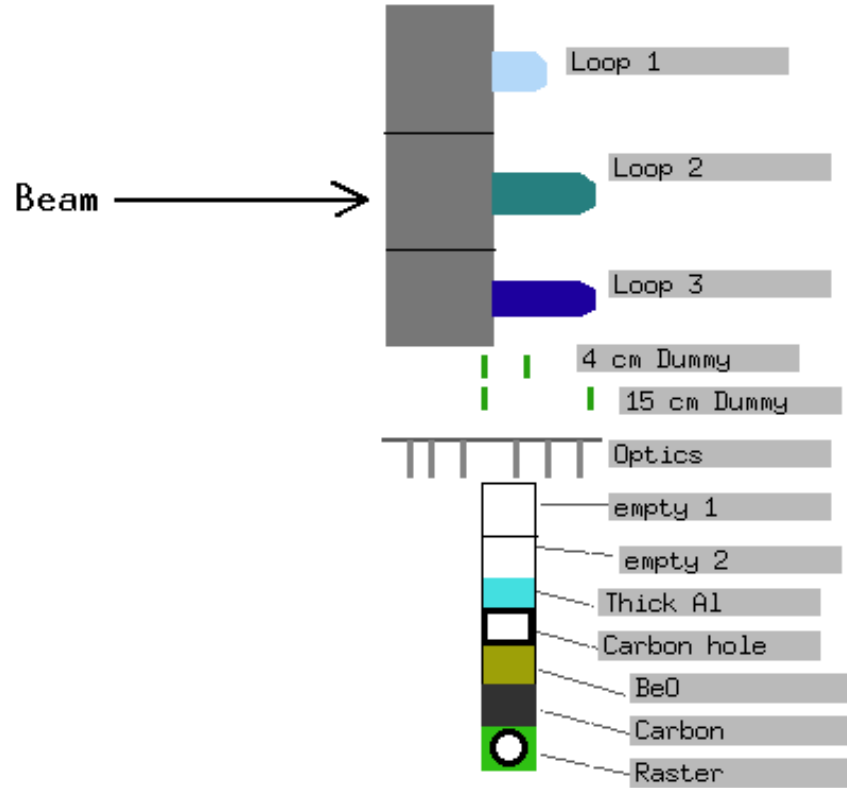 Loop 1
Loop 2
Beam
Loop 3
4 cm Dummy
15 cm Dummy
Optics
empty 1
empty 2
Thick Al
Carbon hole
BeO
Carbon
Raster